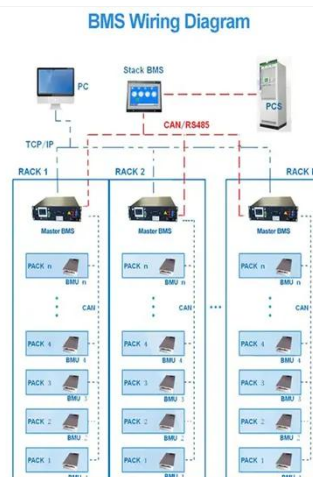 BMS Wiring Diagram
Stack BMS
PC
PCS
CAN/RS485
TCP/IP
RACK 1
RACK 2
RACK
Master BMS
Master BMS
Master BMS
PACK n
PACK n
PACK n
BMU n
BMU n
BMU n
CAN
CAN
CAN
PACK 4
PACK 4
PACK 4
BMU 4
BMU 4
BMU 4
PACK 3
PACK 3
PACK 3
BMU 3
BMU 3
BMU 3
PACK 2
PACK 2
PACK 2
BMU 2
BMU 2
BMU 2
PACK 1
PACK 1
PACK 1